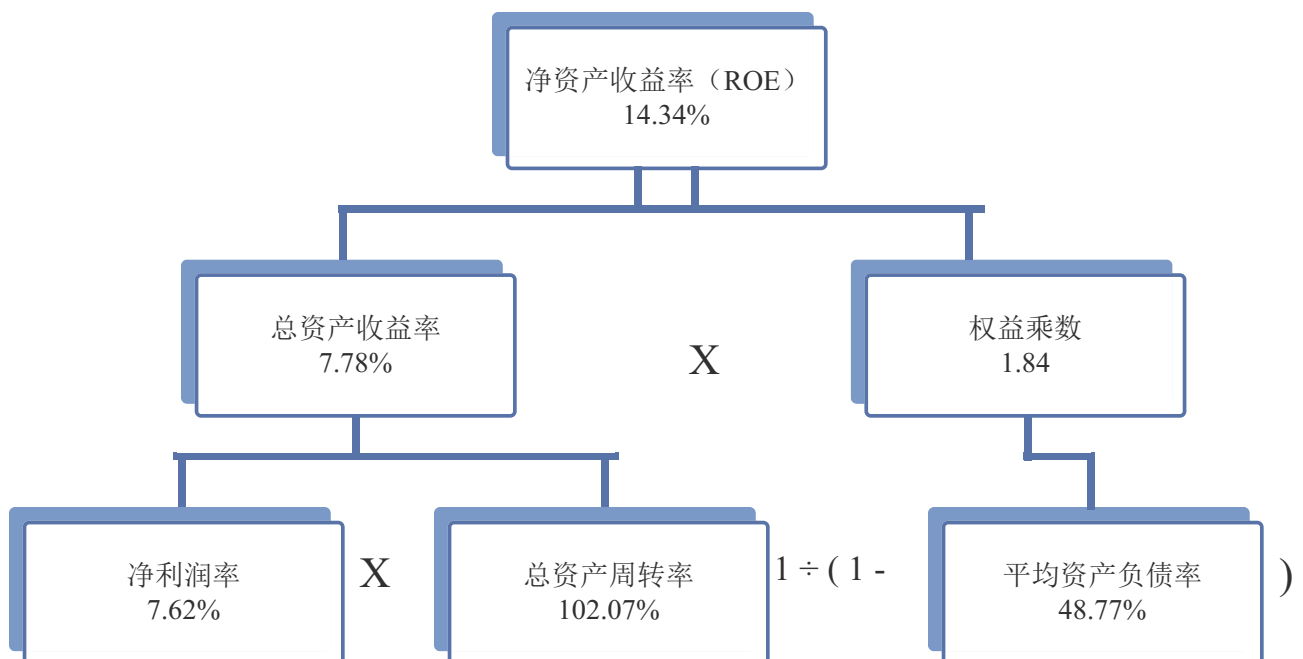 净资产收益率（ROE）
14.34%
总资产收益率
7.78%
X
权益乘数
1.84
净利润率
7.62%
X
总资产周转率
102.07%
1 ÷ ( 1 -
平均资产负债率
48.77%
)